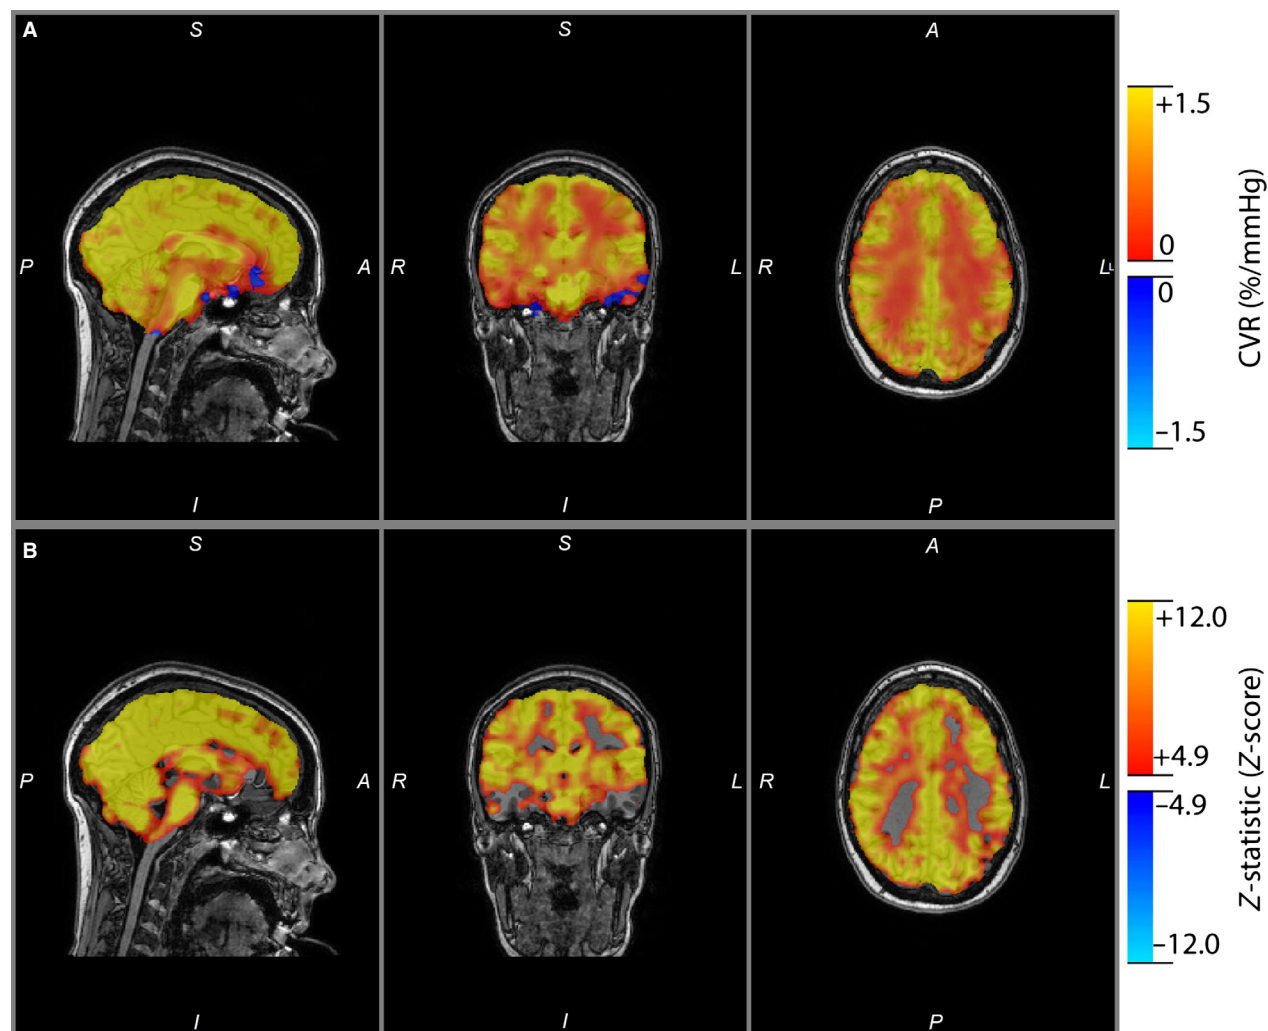 A
S
S
A
P
A
R
L
R
L
L
I
I
P
+1.5
0
0
–1.5
CVR (%/mmHg)
B
S
S
A
P
A
R
L
R
L
I
I
P
+12.0
+4.9
–4.9
–12.0
Z-statistic (Z-score)